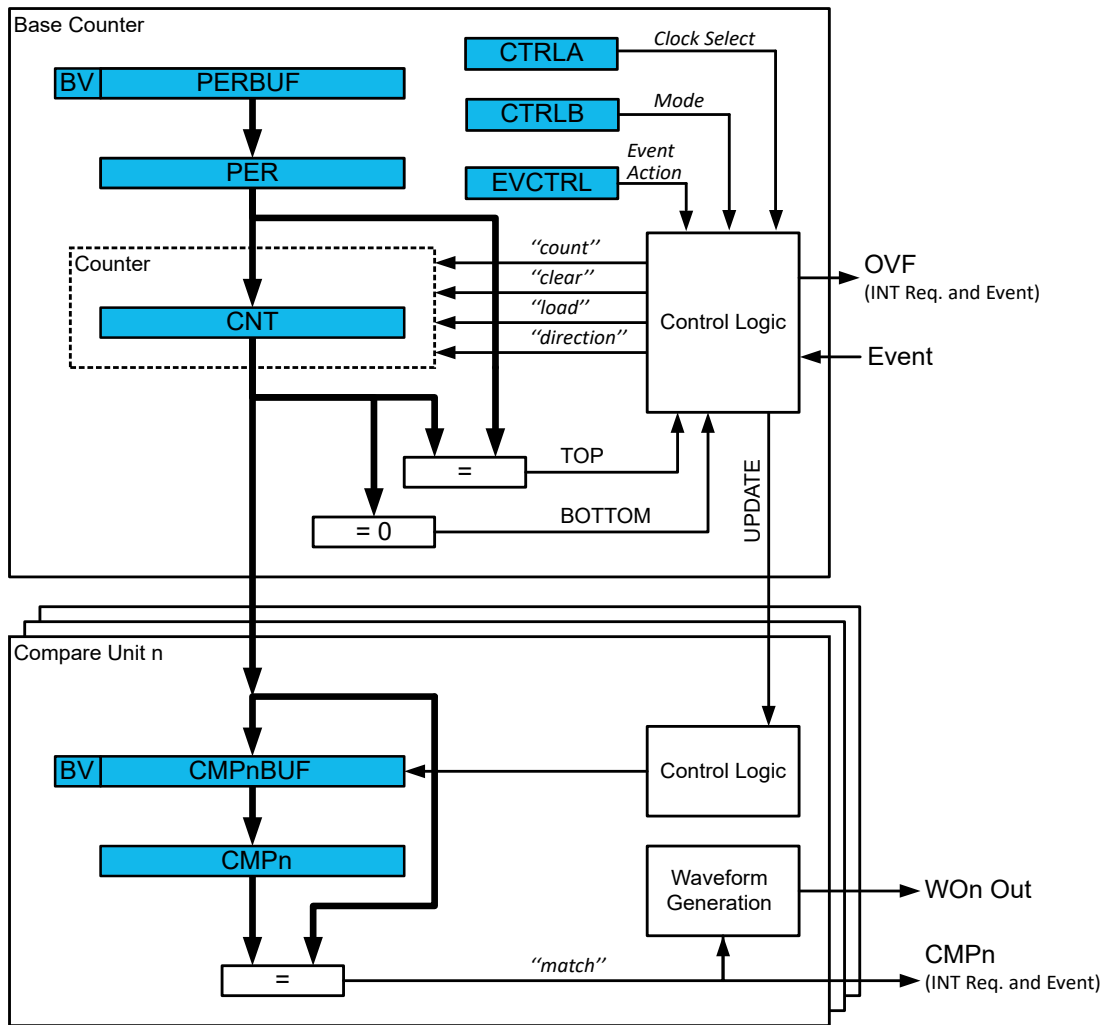 Base Counter
CTRLA
Clock Select
BV
PERBUF
CTRLB
Mode
PER
Event
Action
EVCTRL
Counter
"count"
"clear"
"load"
"direction"
CNT
Control Logic
OVF
(INT Req. and Event)
Event
=
TOP
= 0
BOTTOM
UPDATE
Compare Unit n
BV
CMPnBUF
Control Logic
CMPn
Waveform
Generation
WOn Out
=
"match"
CMPn
(INT Req. and Event)